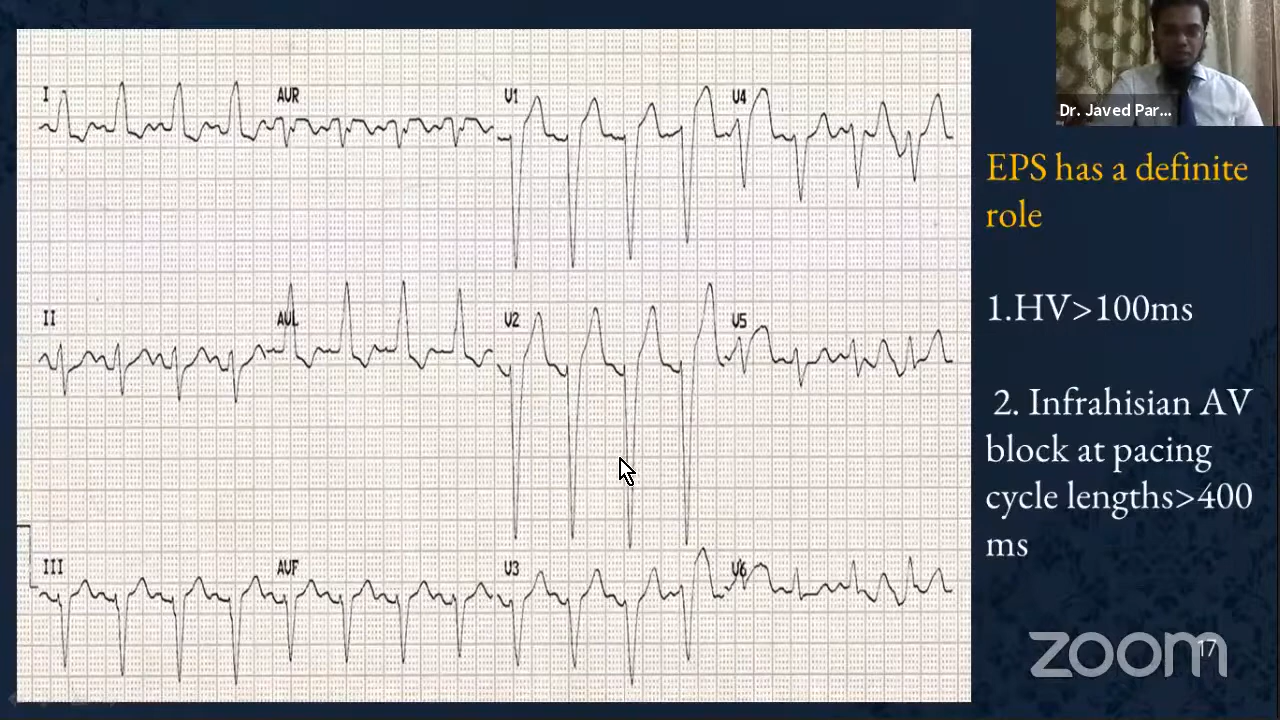 I
AVR
V1
V4
Dr. Javed Par...
EPS has a definite
role
II
AVL
V2
V5
1.HV>100ms
2. Infrahisian AV
block at pacing
cycle lengths>400
ms
III
AVF
V3
V6
zoom
17